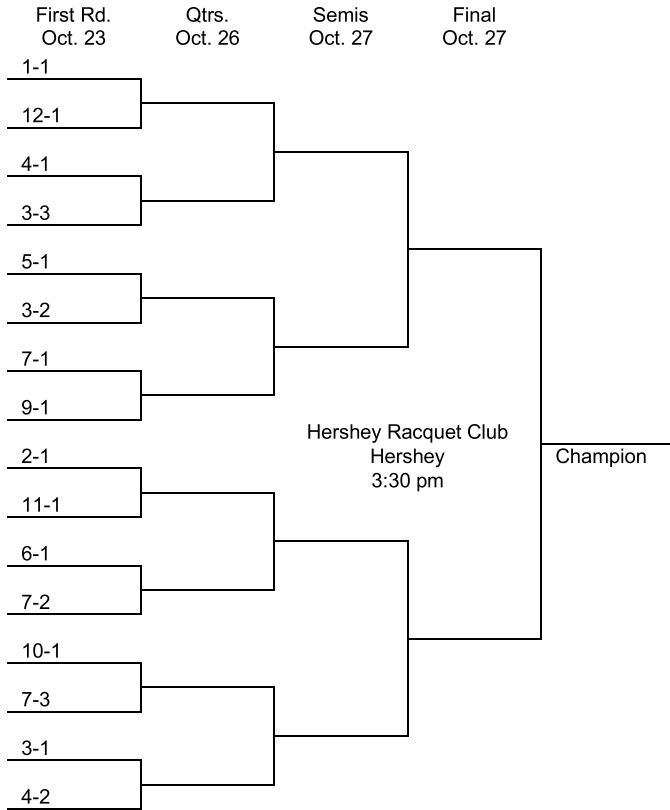 First Rd. Qtrs. Semis Final
Oct. 23 Oct. 26 Oct. 27 Oct. 27
1-1
12-1
4-1
3-3
5-1
3-2
7-1
9-1
2-1
11-1
6-1
7-2
10-1
7-3
3-1
4-2
Hershey Racquet Club
Hershey
3:30 pm
Champion